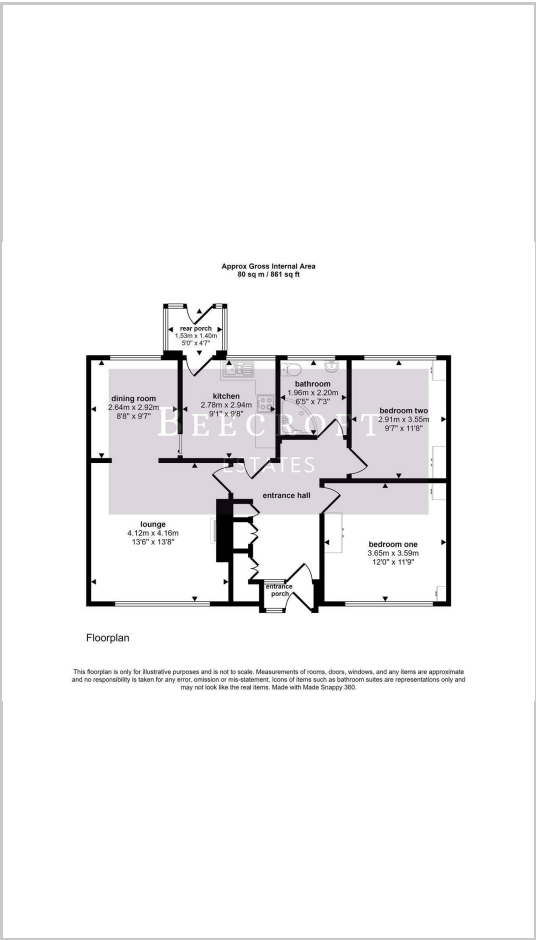 Approx Gross Internal Area
80 sq m / 861 sq ft
rear porch
1.53m x 1.40m
5'0" x 4'7"
dining room
2.64m x 2.92m
8'8" x 9'7"
kitchen
2.78m x 2.94m
9'1" x 9'8"
bathroom
1.96m x 2.20m
6'5" x 7'3"
bedroom two
2.91m x 3.55m
9'7" x 11'8"
BEECROFT
ESTATES
entrance hall
lounge
4.12m x 4.16m
13'6" x 13'8"
bedroom one
3.65m x 3.59m
12'0" x 11'9"
entrance
porch
Floorplan
This floorplan is only for illustrative purposes and is not to scale. Measurements of rooms, doors, windows, and any items are approximate
and no responsibility is taken for any error, omission or mis-statement. Icons of items such as bathroom suites are representations only and
may not look like the real items. Made with Made Snappy 360.